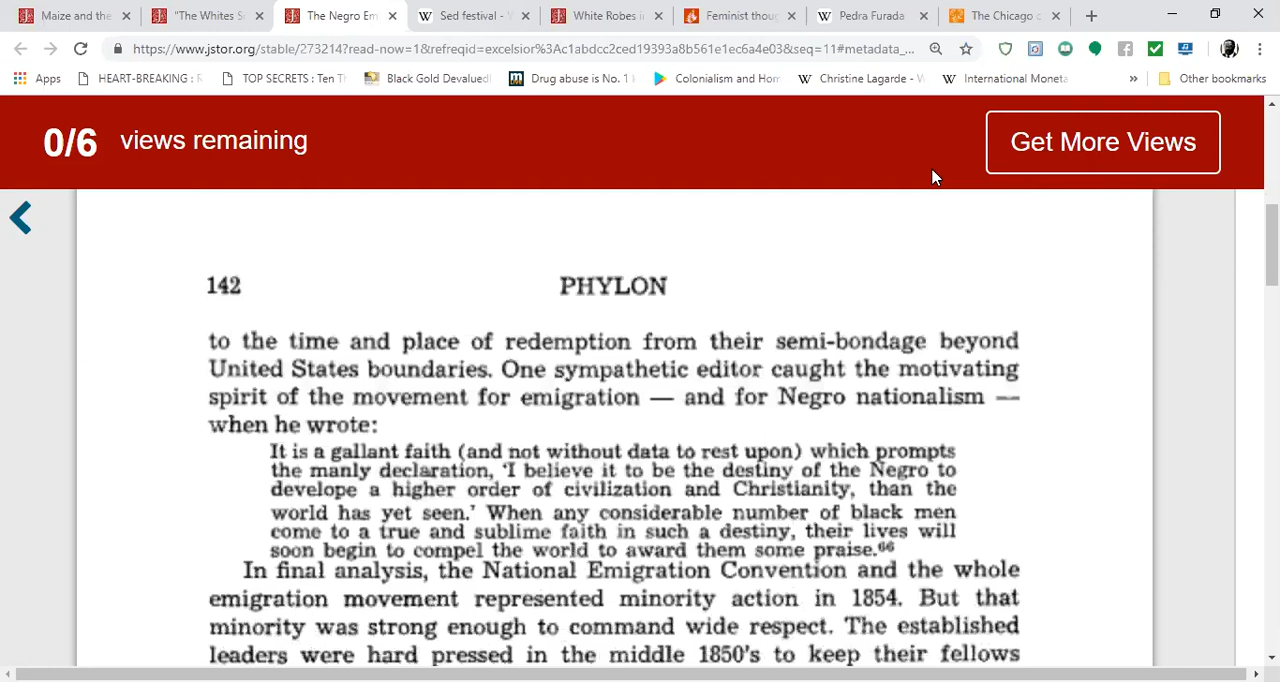 Maize and the
"The Whites S
The Negro Em
Sed festival -
White Robes i
Feminist thou
Pedra Furada
The Chicago c
https://www.jstor.org/stable/273214?read-now=1&refreqid=excelsior%3Ac1abdcc2ced19393a8b561e1ec6a4e03&seq=11#metadata_...
Apps
HEART-BREAKING : R
TOP SECRETS : Ten Th
Black Gold Devalued
Drug abuse is No. 1
Colonialism and Hom
Christine Lagarde - W
International Moneta
»
Other bookmarks
0/6 views remaining
Get More Views
142
PHYLON
to the time and place of redemption from their semi-bondage beyond
United States boundaries. One sympathetic editor caught the motivating
spirit of the movement for emigration — and for Negro nationalism —
when he wrote:
It is a gallant faith (and not without data to rest upon) which prompts
the manly declaration, 'I believe it to be the destiny of the Negro to
develope a higher order of civilization and Christianity, than the
world has yet seen.' When any considerable number of black men
come to a true and sublime faith in such a destiny, their lives will
soon begin to compel the world to award them some praise.66
In final analysis, the National Emigration Convention and the whole
emigration movement represented minority action in 1854. But that
minority was strong enough to command wide respect. The established
leaders were hard pressed in the middle 1850's to keep their fellows